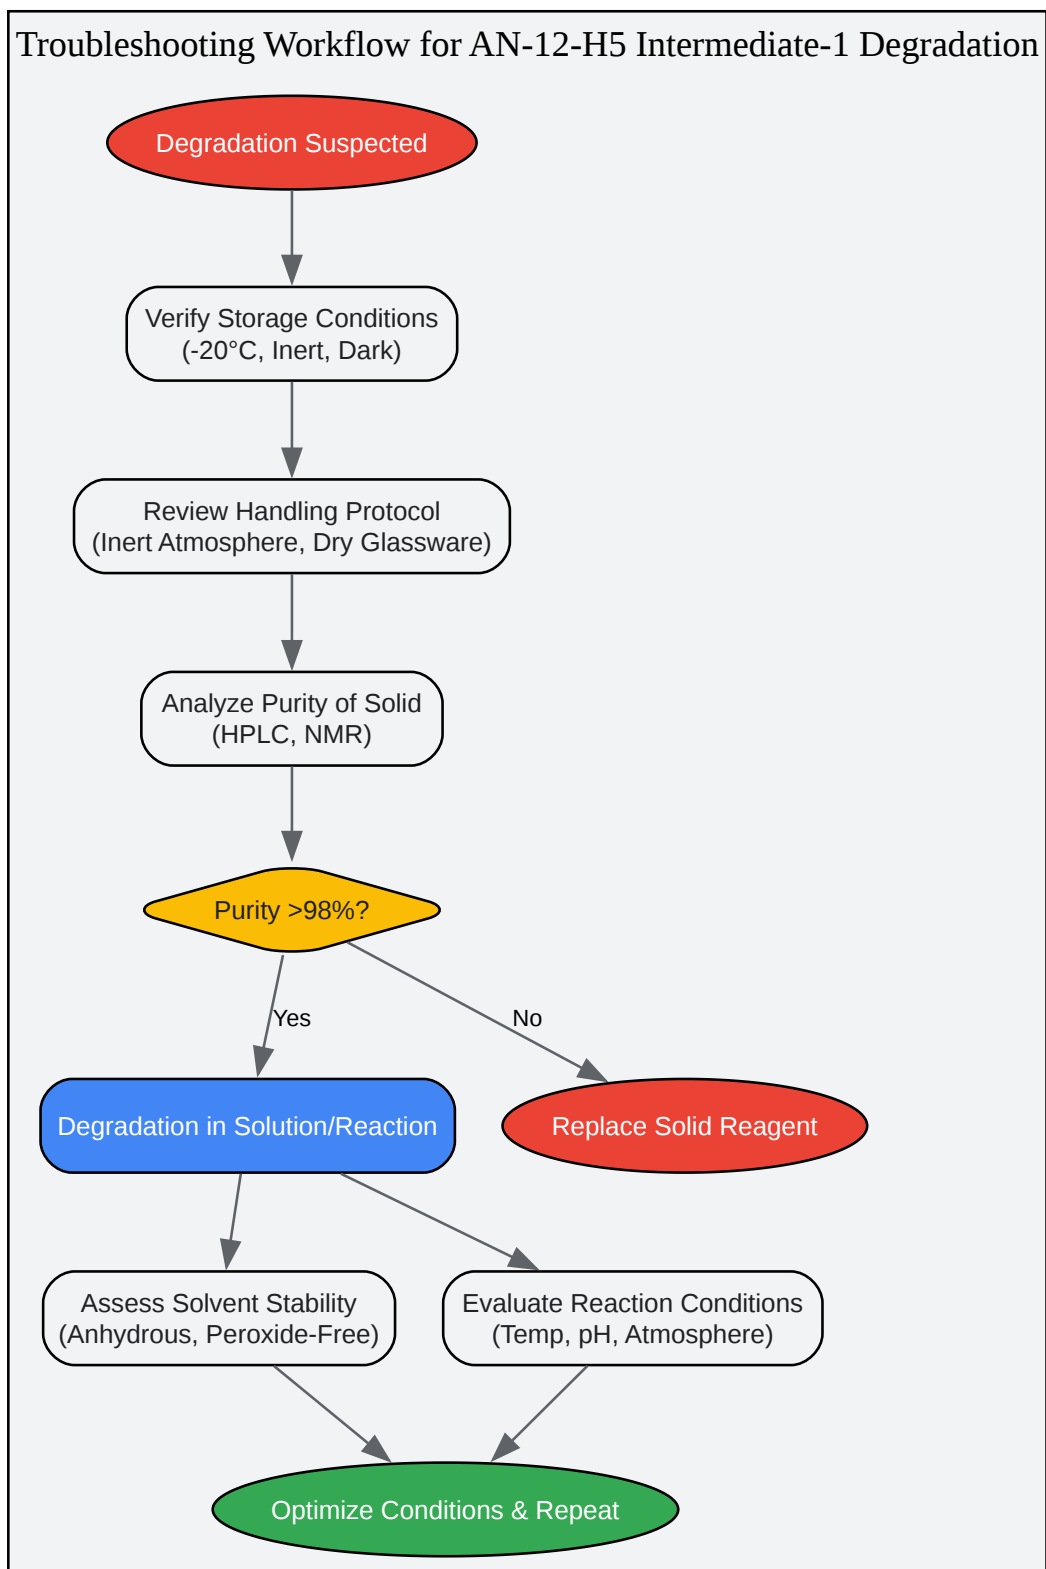 Troubleshooting Workflow for AN-12-H5 Intermediate-1 Degradation
Degradation Suspected
Verify Storage Conditions
(-20°C, Inert, Dark)
Review Handling Protocol
(Inert Atmosphere, Dry Glassware)
Analyze Purity of Solid
(HPLC, NMR)
Purity >98%?
Yes
No
Degradation in Solution/Reaction
Replace Solid Reagent
Assess Solvent Stability
(Anhydrous, Peroxide-Free)
Evaluate Reaction Conditions
(Temp, pH, Atmosphere)
Optimize Conditions & Repeat